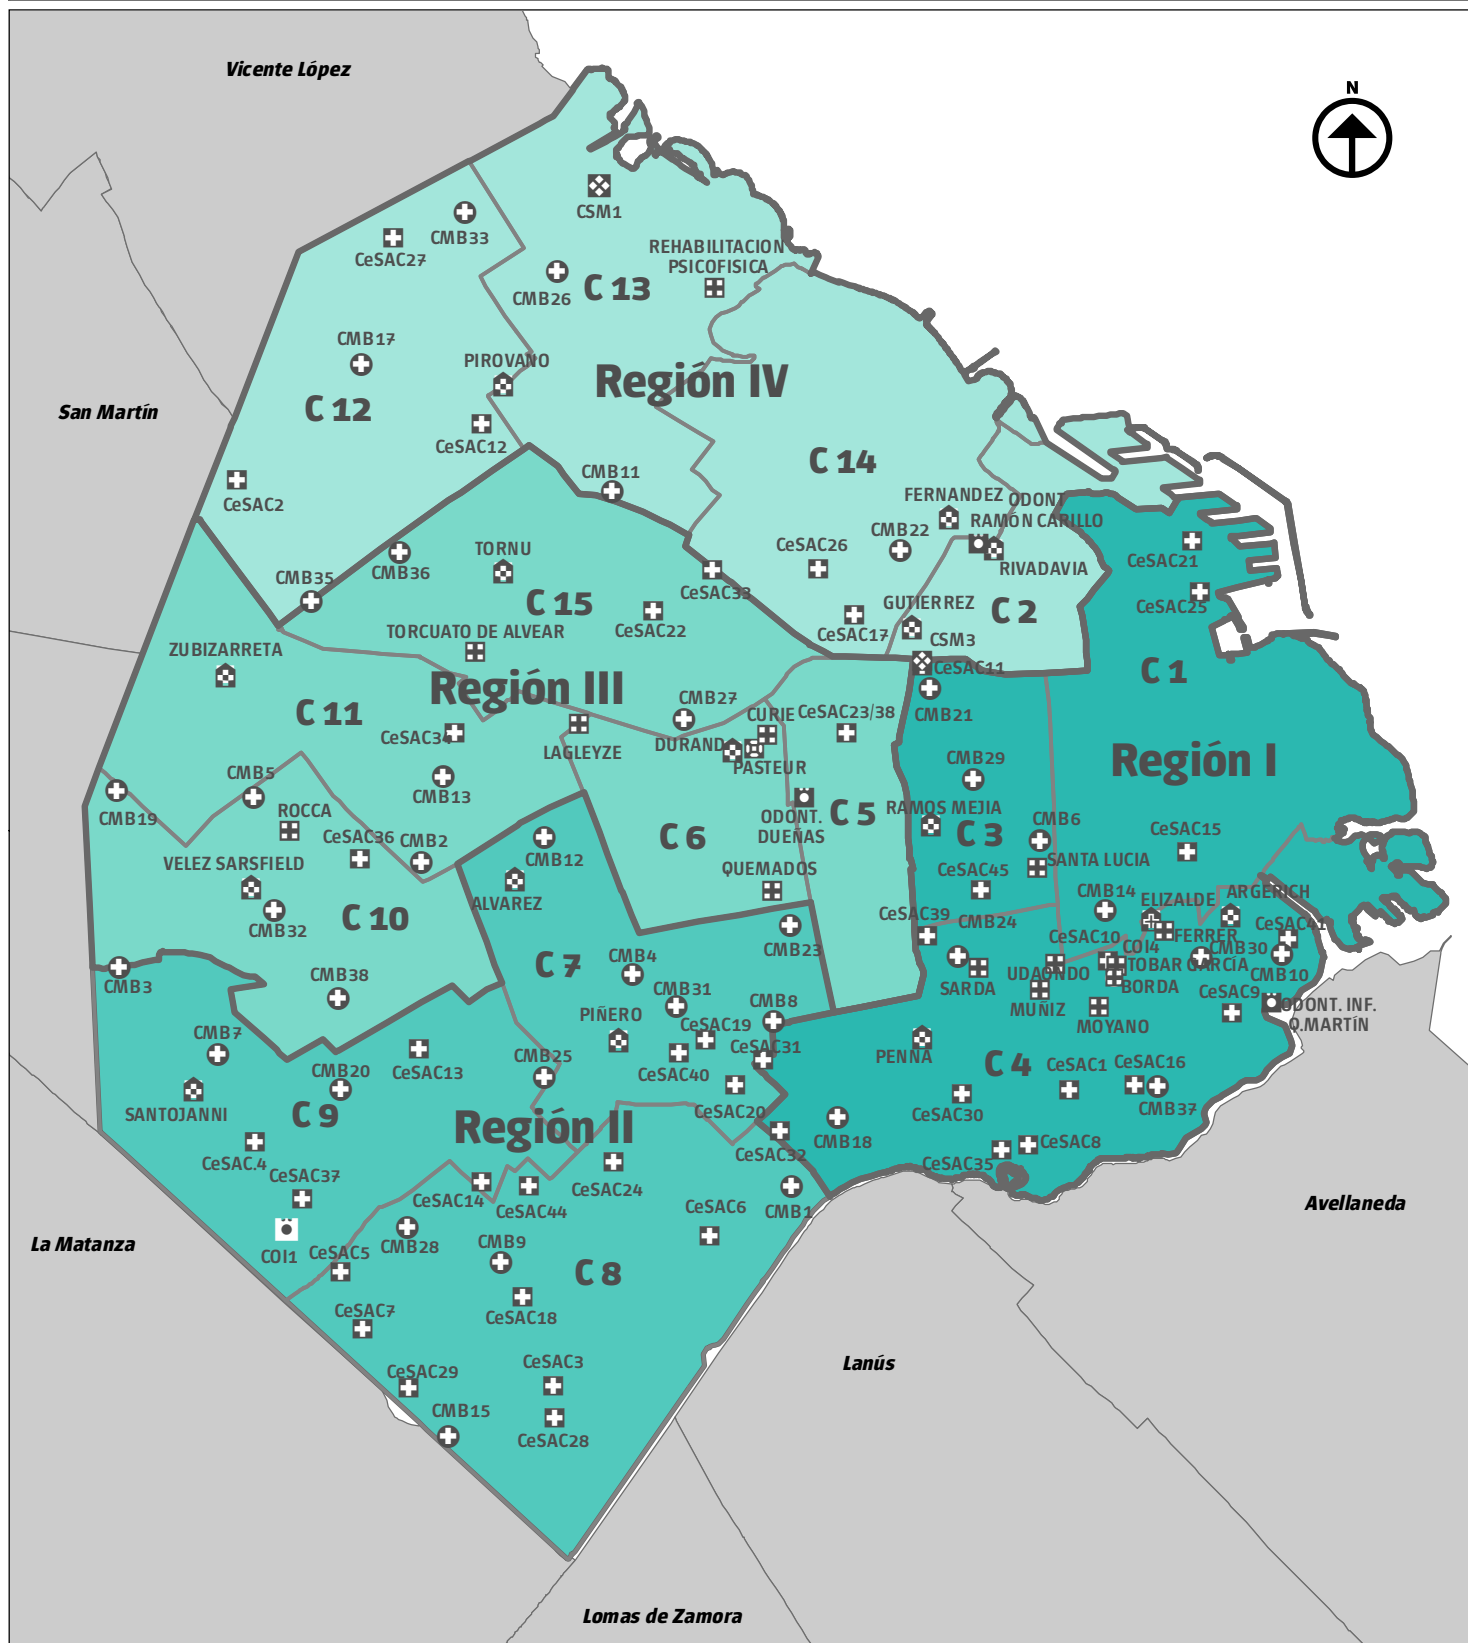 Vicente López
N
CSM1
CMB33
REHABILITACION
PSICOFISICA
CeSAC27
CMB26
C 13
CMB17
PIROVANO
Región IV
San Martín
C 12
CeSAC12
C 14
CMB11
CeSAC2
FERNANDEZ
ODONT
RAMÓN CARILLO
CMB22
TORNU
CeSAC26
CMB36
RIVADAVIA
CeSAC21
CMB35
CeSAC33
C 15
GUTIERREZ
C 2
CeSAC25
TORCUATO DE ALVEAR
CeSAC22
CeSAC17
CSM3
ZUBIZARRETA
CeSAC11
C 1
Región III
CMB27
C 11
CURIE
CeSAC23/38
CMB21
CeSAC34
LAGLEYZE
DURAND
PASTEUR
CMB29
Región I
CMB5
CMB13
CMB19
ROCCA
ODONT.
DUEÑAS
C 5
RAMOS MEJIA
C 3
CMB6
CeSAC15
CeSAC36
CMB2
C 6
CMB12
VELEZ SARSFIELD
QUEMADOS
CeSAC45
SANTA LUCIA
CMB14
ELIZALDE
ARGERICH
ALVAREZ
CeSAC39
CMB24
C 10
CMB32
CMB23
CeSAC10
COI4
FERRER
CeSAC41
CMB30
C 7
CMB4
UDAONDO
TOBAR GARCÍA
CMB10
CMB3
CMB38
SARDA
BORDA
CeSAC9
CMB31
CMB8
MUÑIZ
ODONT. INF.
Q.MARTÍN
PIÑERO
CeSAC19
MOYANO
CMB7
CeSAC31
PENNA
CMB20
CeSAC13
CMB25
CeSAC40
C 4
CeSAC1
CeSAC16
SANTOJANNI
C 9
Región II
CeSAC20
CeSAC30
CMB37
CMB18
CeSAC8
CeSAC.4
CeSAC32
CeSAC35
CeSAC37
CeSAC24
CeSAC14
CeSAC44
CeSAC6
CMB1
Avellaneda
La Matanza
COI1
CeSAC5
CMB28
CMB9
C 8
CeSAC7
CeSAC18
CeSAC29
CeSAC3
Lanús
CMB15
CeSAC28
Lomas de Zamora